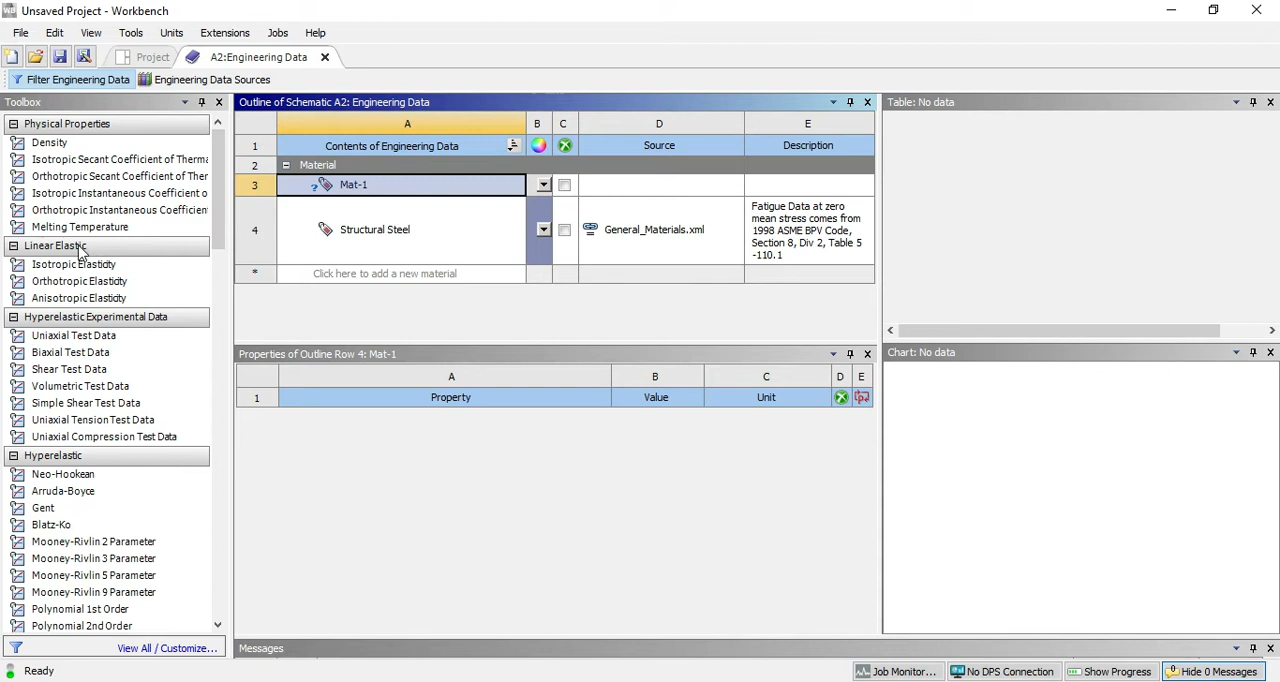 Unsaved Project - Workbench
File Edit View Tools Units Extensions Jobs Help
Project A2:Engineering Data
Filter Engineering Data Engineering Data Sources
Toolbox
Physical Properties
Density
Isotropic Secant Coefficient of Therma
Orthotropic Secant Coefficient of Ther
Isotropic Instantaneous Coefficient o
Orthotropic Instantaneous Coefficien
Melting Temperature
Linear Elastic
Isotropic Elasticity
Orthotropic Elasticity
Anisotropic Elasticity
Hyperelastic Experimental Data
Uniaxial Test Data
Biaxial Test Data
Shear Test Data
Volumetric Test Data
Simple Shear Test Data
Uniaxial Tension Test Data
Uniaxial Compression Test Data
Hyperelastic
Neo-Hookean
Arruda-Boyce
Gent
Blatz-Ko
Mooney-Rivlin 2 Parameter
Mooney-Rivlin 3 Parameter
Mooney-Rivlin 5 Parameter
Mooney-Rivlin 9 Parameter
Polynomial 1st Order
Polynomial 2nd Order
View All / Customize...
Outline of Schematic A2: Engineering Data
A B C D E
1 Contents of Engineering Data Source Description
2 Material
3 ? Mat-1
4 Structural Steel General_Materials.xml
Fatigue Data at zero
mean stress comes from
1998 ASME BPV Code,
Section 8, Div 2, Table 5
-110.1
* Click here to add a new material
Properties of Outline Row 4: Mat-1
A B C D E
1 Property Value Unit
Messages
Table: No data
Chart: No data
Ready
Job Monitor... No DPS Connection Show Progress Hide 0 Messages